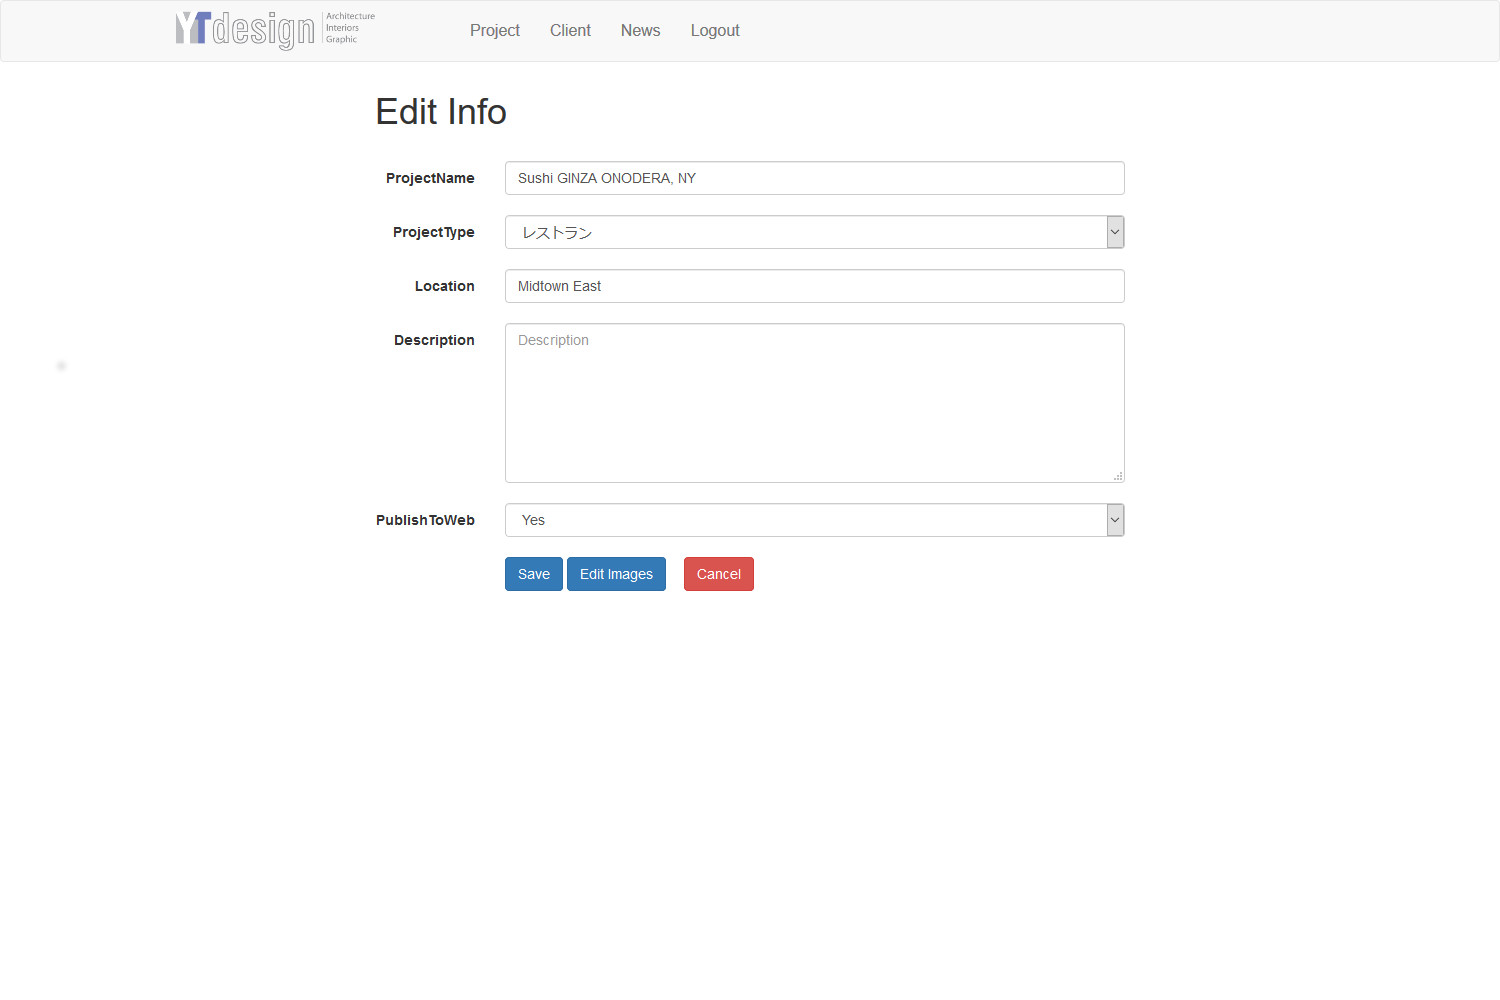 YTdesign
Architecture
Interiors
Graphic
Project Client News Logout
Edit Info
ProjectName Sushi GINZA ONODERA, NY
ProjectType レストラン
Location Midtown East
Description Description
PublishToWeb Yes
Save Edit Images Cancel